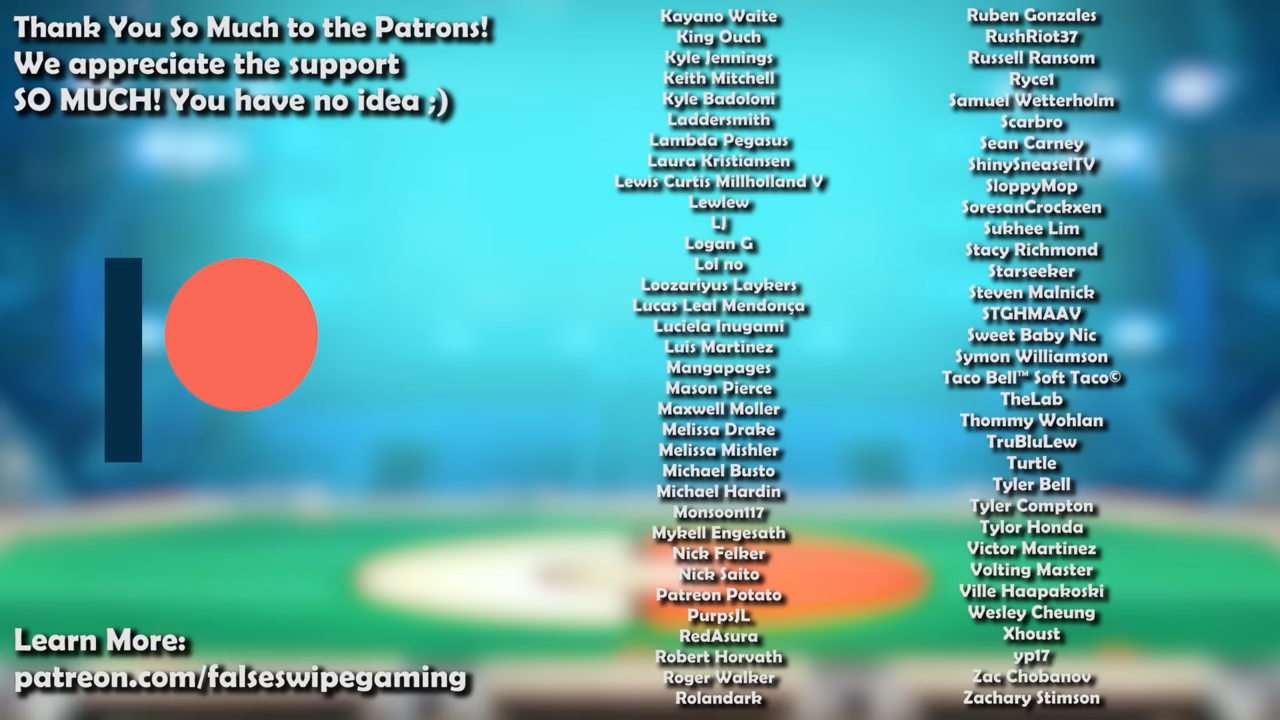 Thank You So Much to the Patrons!
We appreciate the support
SO MUCH! You have no idea ;)
Learn More:
patreon.com/falseswipegaming
Kayano Waite
King Ouch
Kyle Jennings
Keith Mitchell
Kyle Badoloni
Laddersmith
Lambda Pegasus
Laura Kristiansen
Lewis Curtis Millholland V
Lewlew
LJ
Logan G
Lol no
Loozariyus Laykers
Lucas Leal Mendonça
Luciela Inugami
Luis Martinez
Mangapages
Mason Pierce
Maxwell Moller
Melissa Drake
Melissa Mishler
Michael Busto
Michael Hardin
Monsoon117
Mykell Engesath
Nick Felker
Nick Saito
Patreon Potato
PurpsJL
RedAsura
Robert Horvath
Roger Walker
Rolandark
Ruben Gonzales
RushRiot37
Russell Ransom
Ryce1
Samuel Wetterholm
Scarbro
Sean Carney
ShinySneaselTV
SloppyMop
SoresanCrockxen
Sukhee Lim
Stacy Richmond
Starseeker
Steven Malnick
STGHMAAV
Sweet Baby Nic
Symon Williamson
Taco Bell™ Soft Taco©
TheLab
Thommy Wohlan
TruBluLew
Turtle
Tyler Bell
Tyler Compton
Tylor Honda
Victor Martinez
Volting Master
Ville Haapakoski
Wesley Cheung
Xhoust
yp17
Zac Chobanov
Zachary Stimson